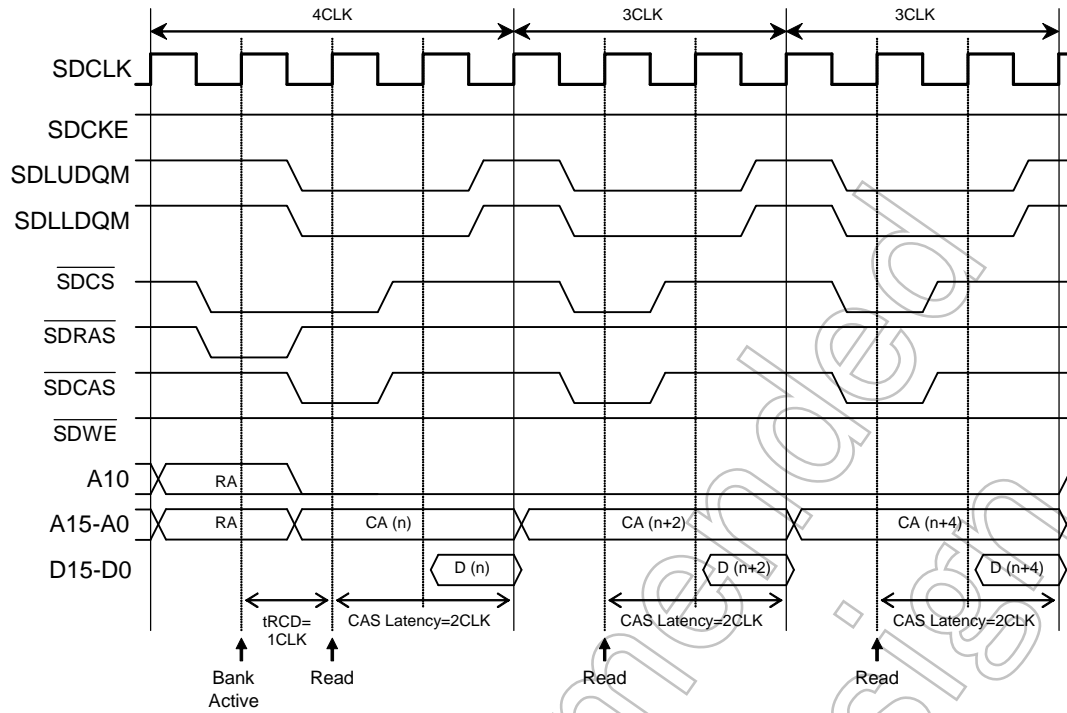 4CLK 3CLK 3CLK
SDCLK
SDCKE
SDLUDQM
SDLLDQM
SDCS
SDRAS
SDCAS
SDWE
A10 RA
A15-A0 RA CA (n) CA (n+2) CA (n+4)
D15-D0 D (n) D (n+2) D (n+4)
tRCD= 1CLK CAS Latency=2CLK CAS Latency=2CLK CAS Latency=2CLK
Bank Active Read Read Read